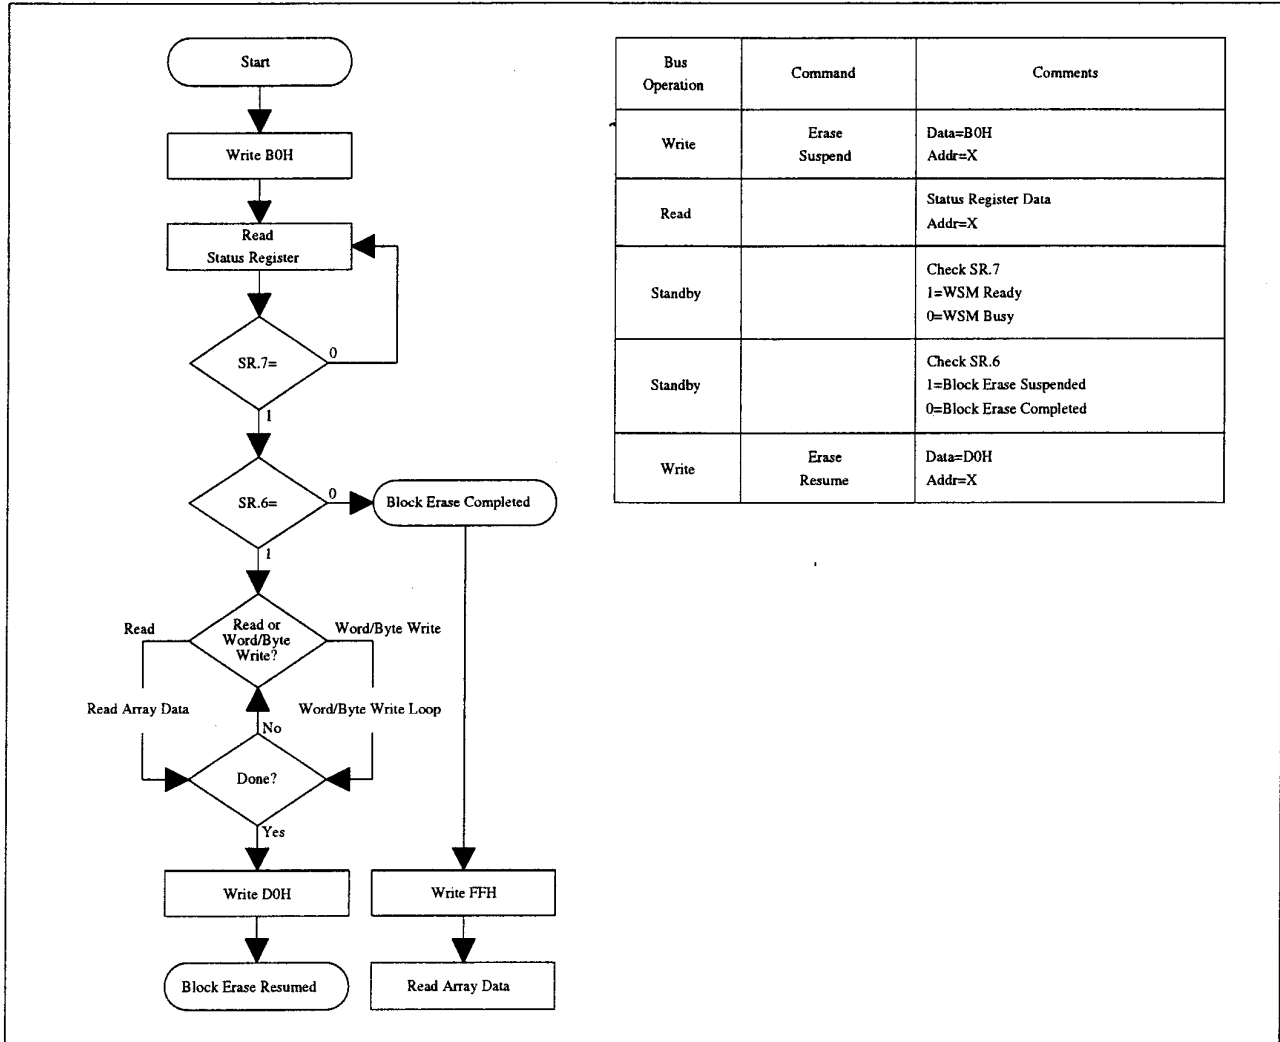 Start
Write B0H
Read
Status Register
SR.7=
0
1
SR.6=
0
Block Erase Completed
1
Read or
Word/Byte
Write?
Read
Word/Byte Write
Read Array Data
Word/Byte Write Loop
No
Done?
Yes
Write D0H
Write FFH
Block Erase Resumed
Read Array Data
Bus
Operation
Command
Comments
Write
Erase
Suspend
Data=B0H
Addr=X
Read
Status Register Data
Addr=X
Standby
Check SR.7
1=WSM Ready
0=WSM Busy
Standby
Check SR.6
1=Block Erase Suspended
0=Block Erase Completed
Write
Erase
Resume
Data=D0H
Addr=X